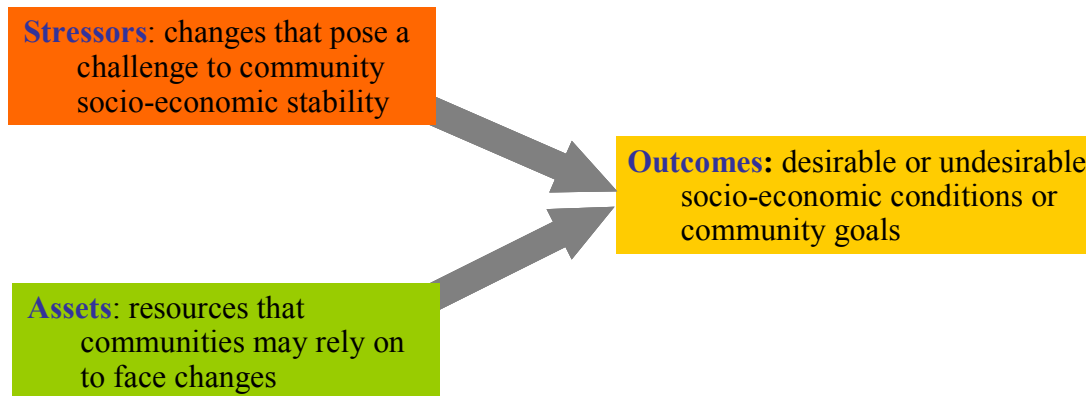 Stressors: changes that pose a
challenge to community
socio-economic stability
Outcomes: desirable or undesirable
socio-economic conditions or
community goals
Assets: resources that
communities may rely on
to face changes